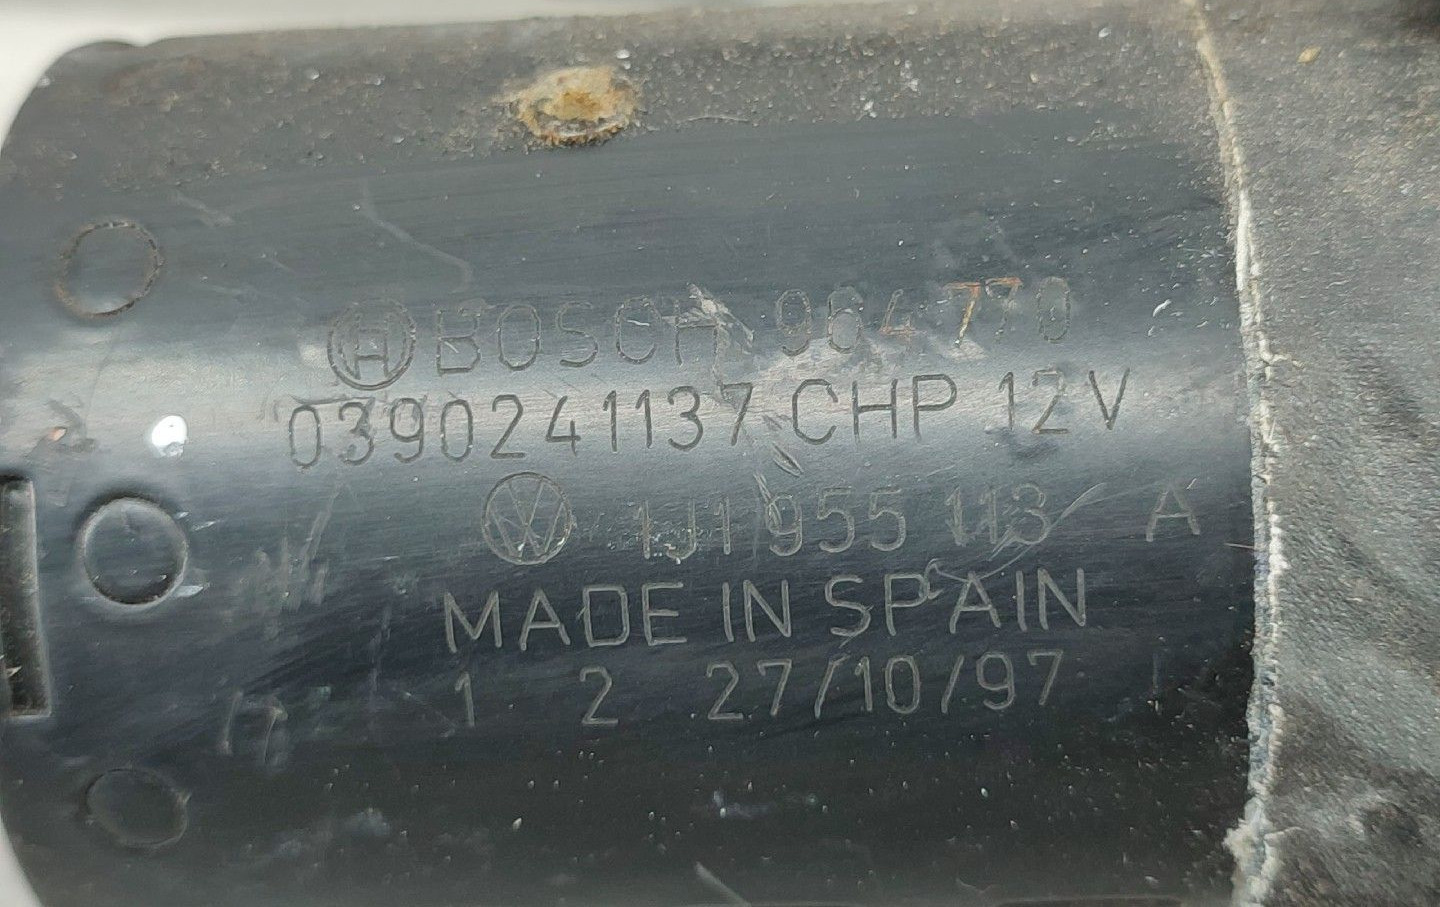 BOSCH 964 770
0390241137 CHP 12V
1J1 955 113 A
MADE IN SPAIN
1 2 27/10/97